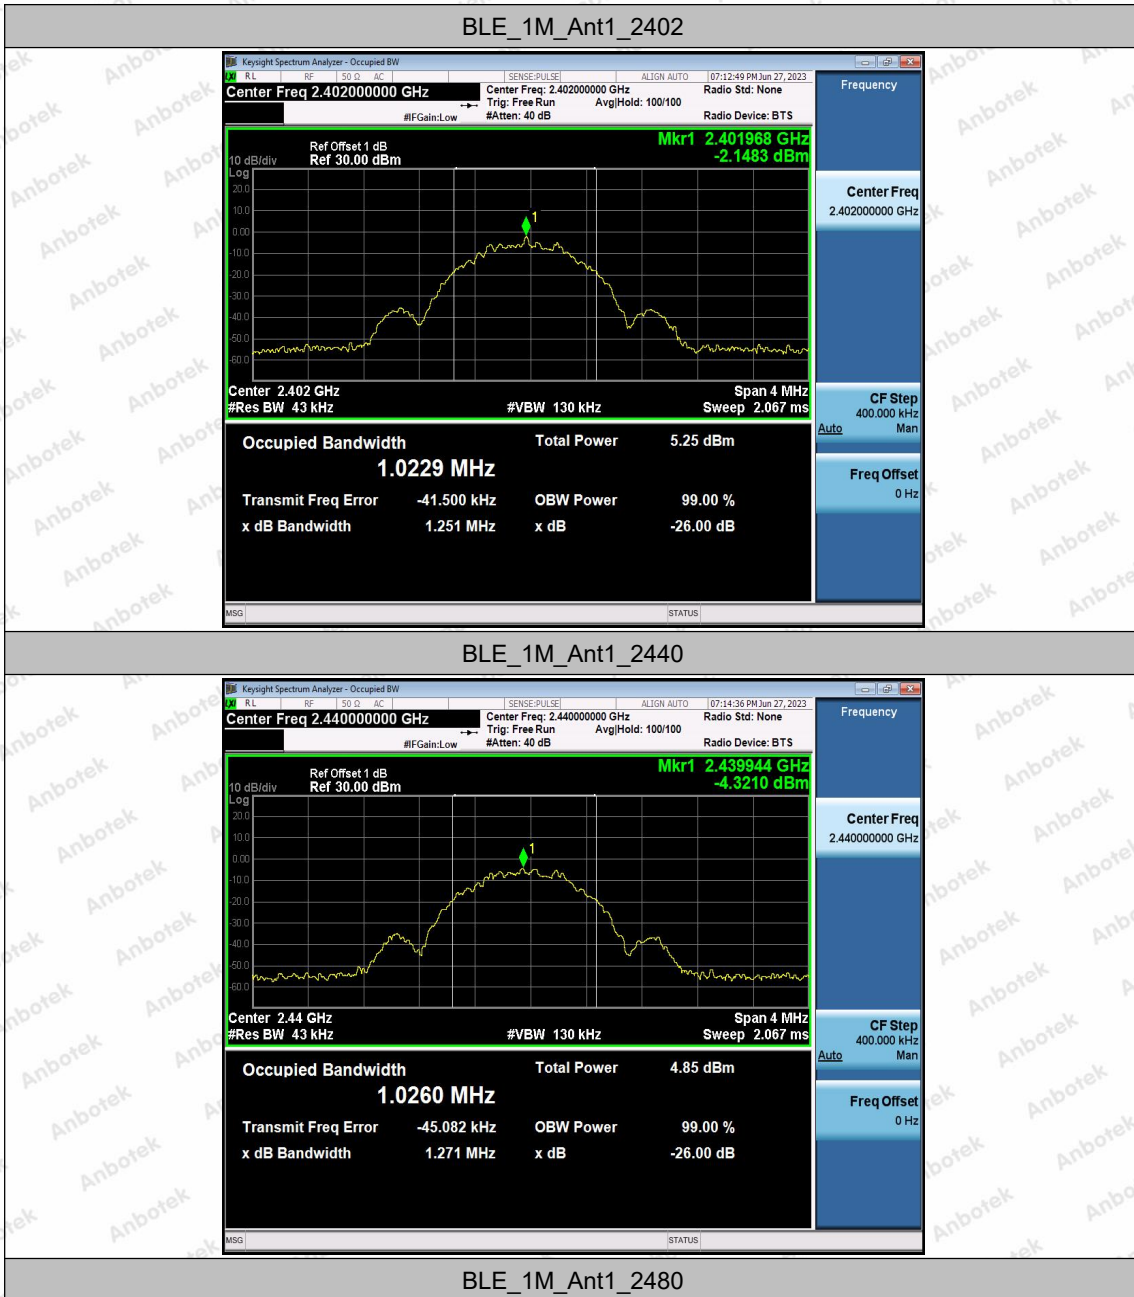 BLE_1M_Ant1_2402
Keysight Spectrum Analyzer - Occupied BW
LXI RL RF 50 Ω AC SENSE:PULSE ALIGN AUTO 07:12:49 PM Jun 27, 2023
Center Freq 2.402000000 GHz
Center Freq: 2.402000000 GHz
Radio Std: None
Trig: Free Run Avg|Hold: 100/100
#IFGain:Low #Atten: 40 dB
Radio Device: BTS
Frequency
Mkr1 2.401968 GHz
-2.1483 dBm
Ref Offset 1 dB
10 dB/div Ref 30.00 dBm
Log
20.0
10.0
0.00
-10.0
-20.0
-30.0
-40.0
-50.0
-60.0
1
Center Freq
2.402000000 GHz
Center 2.402 GHz Span 4 MHz
#Res BW 43 kHz #VBW 130 kHz Sweep 2.067 ms
CF Step
400.000 kHz
Auto Man
Occupied Bandwidth Total Power 5.25 dBm
1.0229 MHz
Transmit Freq Error -41.500 kHz OBW Power 99.00 %
x dB Bandwidth 1.251 MHz x dB -26.00 dB
Freq Offset
0 Hz
MSG STATUS
BLE_1M_Ant1_2440
Keysight Spectrum Analyzer - Occupied BW
LXI RL RF 50 Ω AC SENSE:PULSE ALIGN AUTO 07:14:36 PM Jun 27, 2023
Center Freq 2.440000000 GHz
Center Freq: 2.440000000 GHz
Radio Std: None
Trig: Free Run Avg|Hold: 100/100
#IFGain:Low #Atten: 40 dB
Radio Device: BTS
Frequency
Mkr1 2.439944 GHz
-4.3210 dBm
Ref Offset 1 dB
10 dB/div Ref 30.00 dBm
Log
20.0
10.0
0.00
-10.0
-20.0
-30.0
-40.0
-50.0
-60.0
1
Center Freq
2.440000000 GHz
Center 2.44 GHz Span 4 MHz
#Res BW 43 kHz #VBW 130 kHz Sweep 2.067 ms
CF Step
400.000 kHz
Auto Man
Occupied Bandwidth Total Power 4.85 dBm
1.0260 MHz
Transmit Freq Error -45.082 kHz OBW Power 99.00 %
x dB Bandwidth 1.271 MHz x dB -26.00 dB
Freq Offset
0 Hz
MSG STATUS
BLE_1M_Ant1_2480